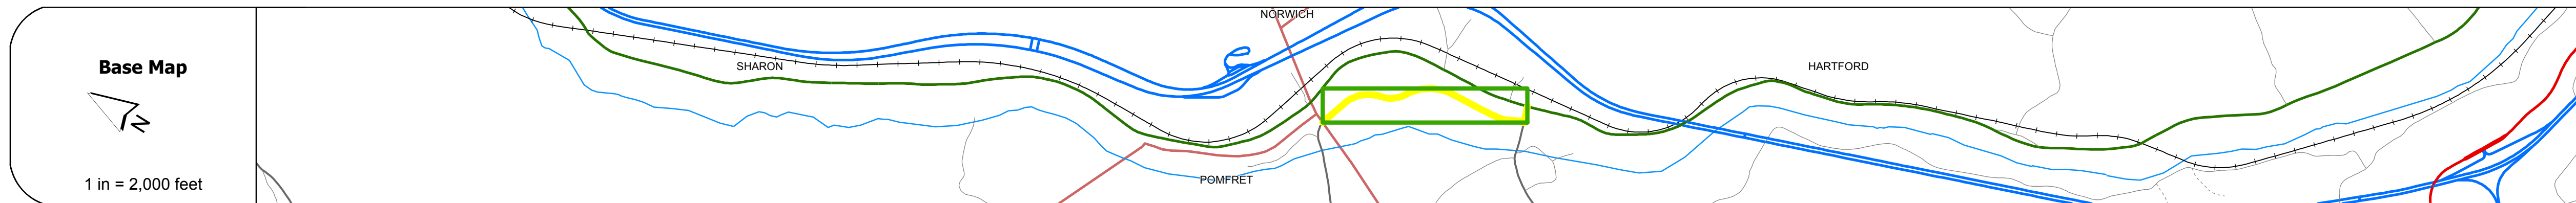 Base Map
N
1 in = 2,000 feet
NORWICH
SHARON
HARTFORD
POMFRET